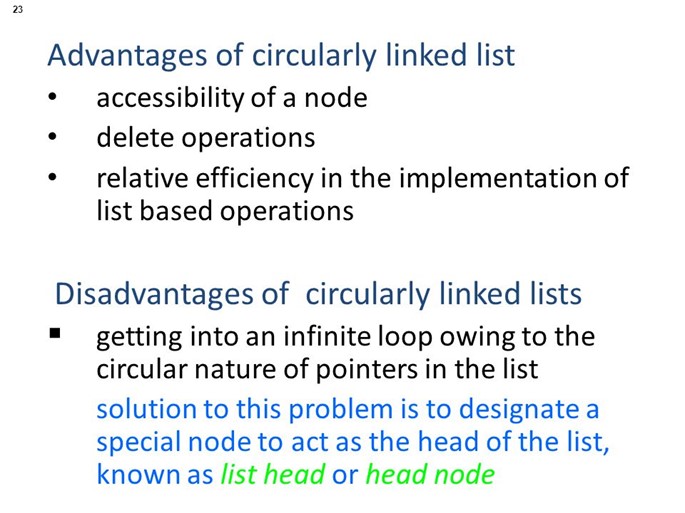 23
Advantages of circularly linked list
• accessibility of a node
• delete operations
• relative efficiency in the implementation of
list based operations
Disadvantages of circularly linked lists
▪ getting into an infinite loop owing to the
circular nature of pointers in the list
solution to this problem is to designate a
special node to act as the head of the list,
known as list head or head node